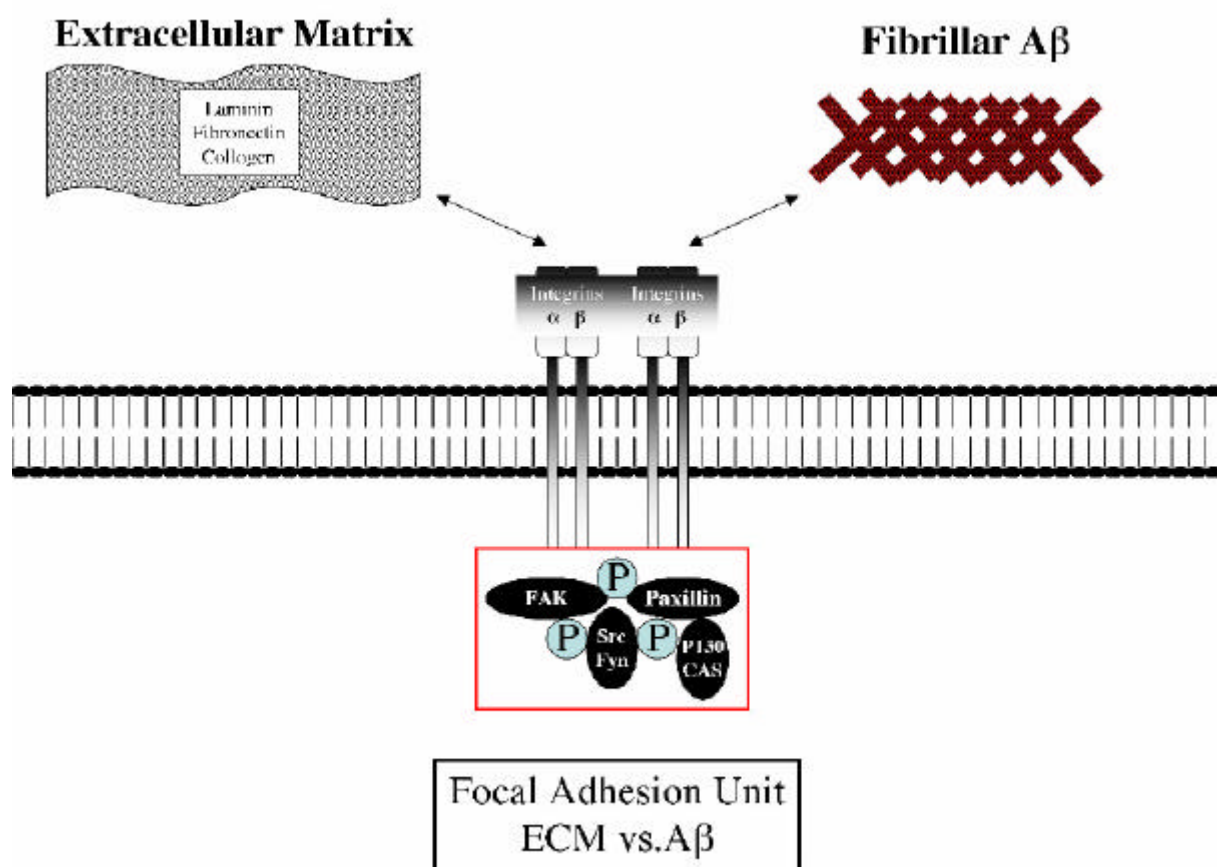 Extracellular Matrix
Fibrillar Aβ
Luminin
Fibronectin
Collagen
Integrins Integrins
α β α β
P
FAK Paxillin
P Src P P130
Fyn CAS
Focal Adhesion Unit
ECM vs.Aβ